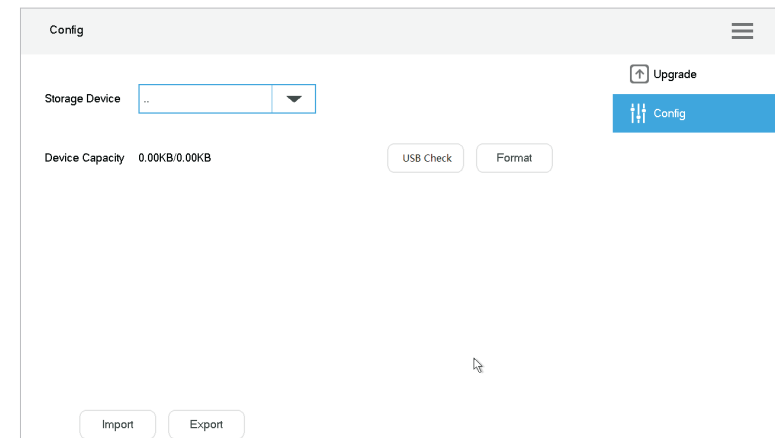 Config
Upgrade
Storage Device ..
Config
Device Capacity 0.00KB/0.00KB USB Check Format
Import Export